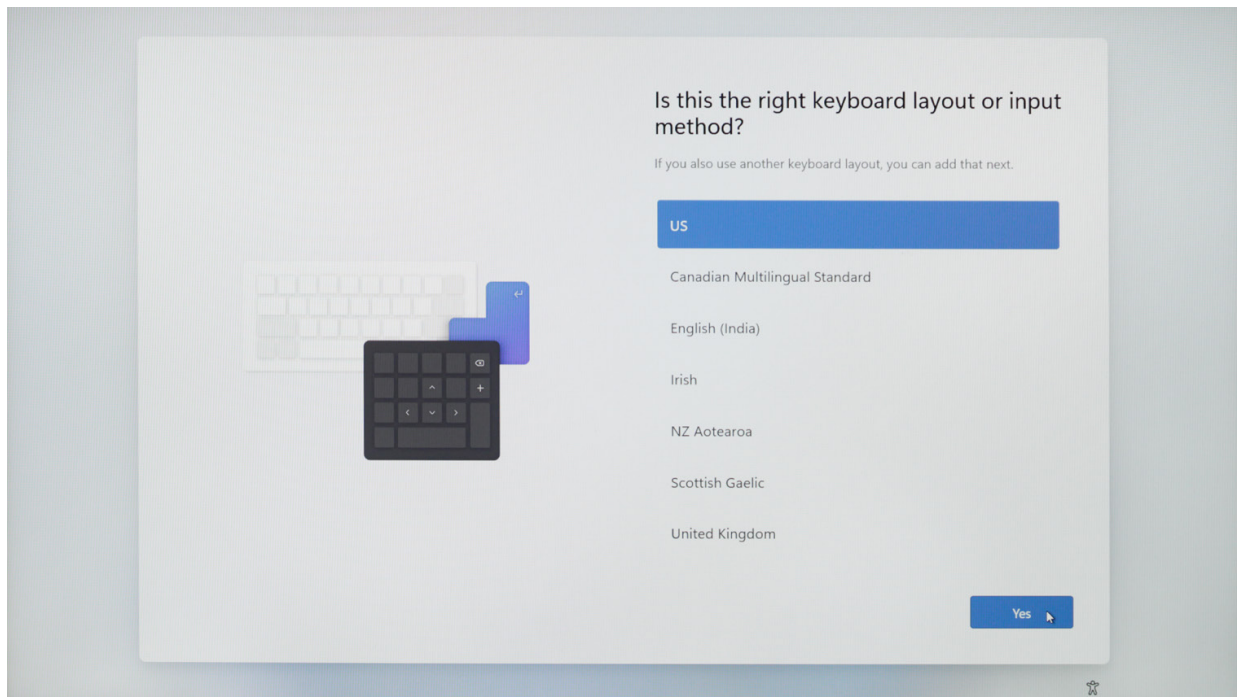 Is this the right keyboard layout or input
method?
If you also use another keyboard layout, you can add that next.
US
Canadian Multilingual Standard
English (India)
Irish
NZ Aotearoa
Scottish Gaelic
United Kingdom
Yes